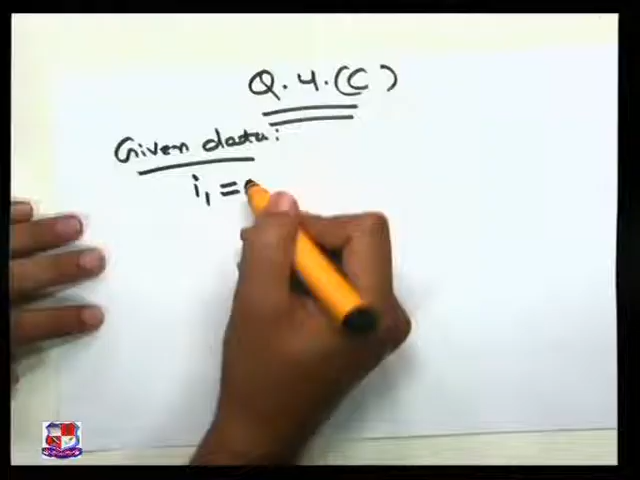 Q.4.(C)
Given data:
i₁ =